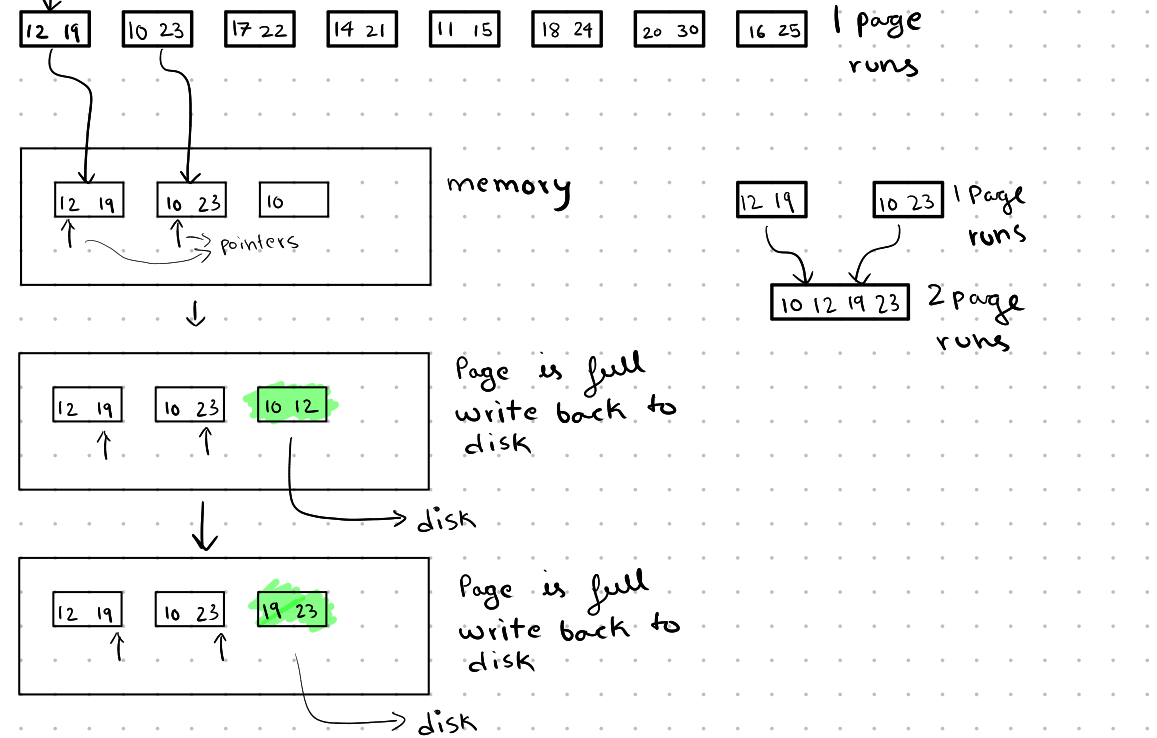 12 19 10 23 17 22 14 21 11 15 18 24 20 30 16 25 1 page
runs
12 19 10 23 10 memory
pointers
12 19 10 23 1 Page
runs
10 12 19 23 2 page
runs
12 19 10 23 10 12 Page is full
write back to
disk
disk
12 19 10 23 19 23 Page is full
write back to
disk
disk